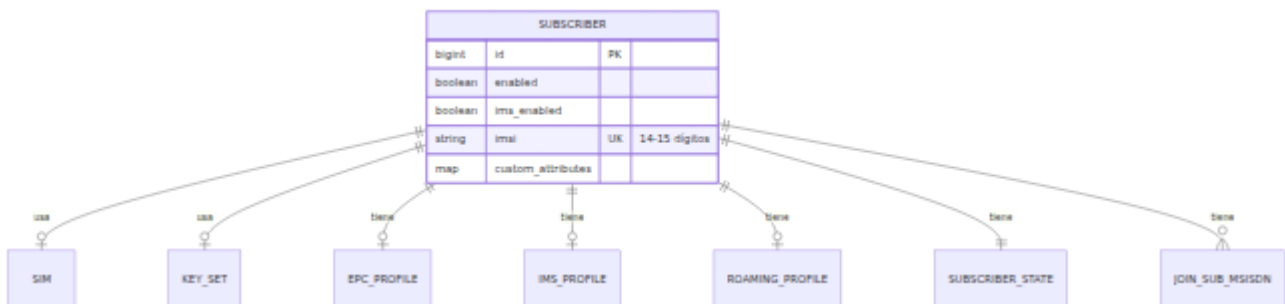 SUBSCRIBER
bigint id PK
boolean enabled
boolean ims_enabled
string imsi UK 14-15 dígitos
map custom_attributes
usa usa tiene tiene tiene tiene tiene
SIM KEY_SET EPC_PROFILE IMS_PROFILE ROAMING_PROFILE SUBSCRIBER_STATE JOIN_SUB_MSISDN